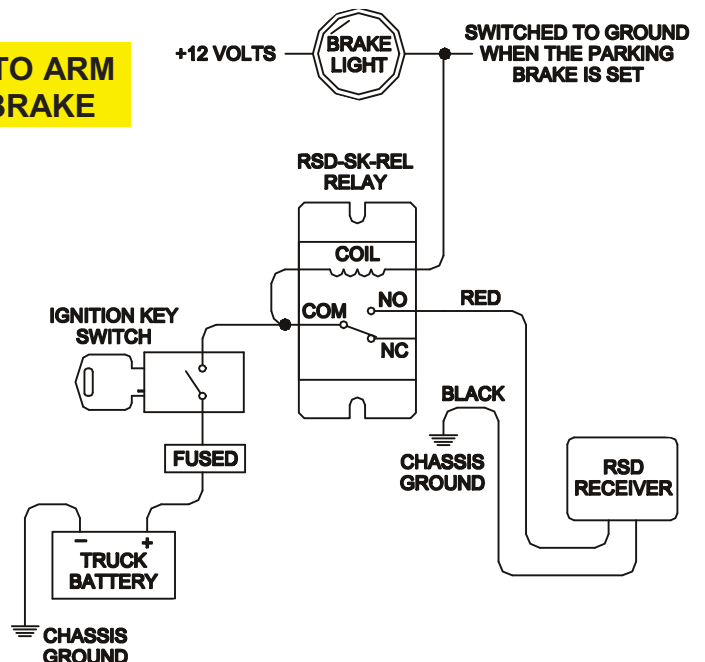 TO ARM
BRAKE
+12 VOLTS
BRAKE
LIGHT
SWITCHED TO GROUND
WHEN THE PARKING
BRAKE IS SET
RSD-SK-REL
RELAY
COIL
COM
NO
NC
RED
IGNITION KEY
SWITCH
FUSED
BLACK
CHASSIS
GROUND
RSD
RECEIVER
– +
TRUCK
BATTERY
CHASSIS
GROUND